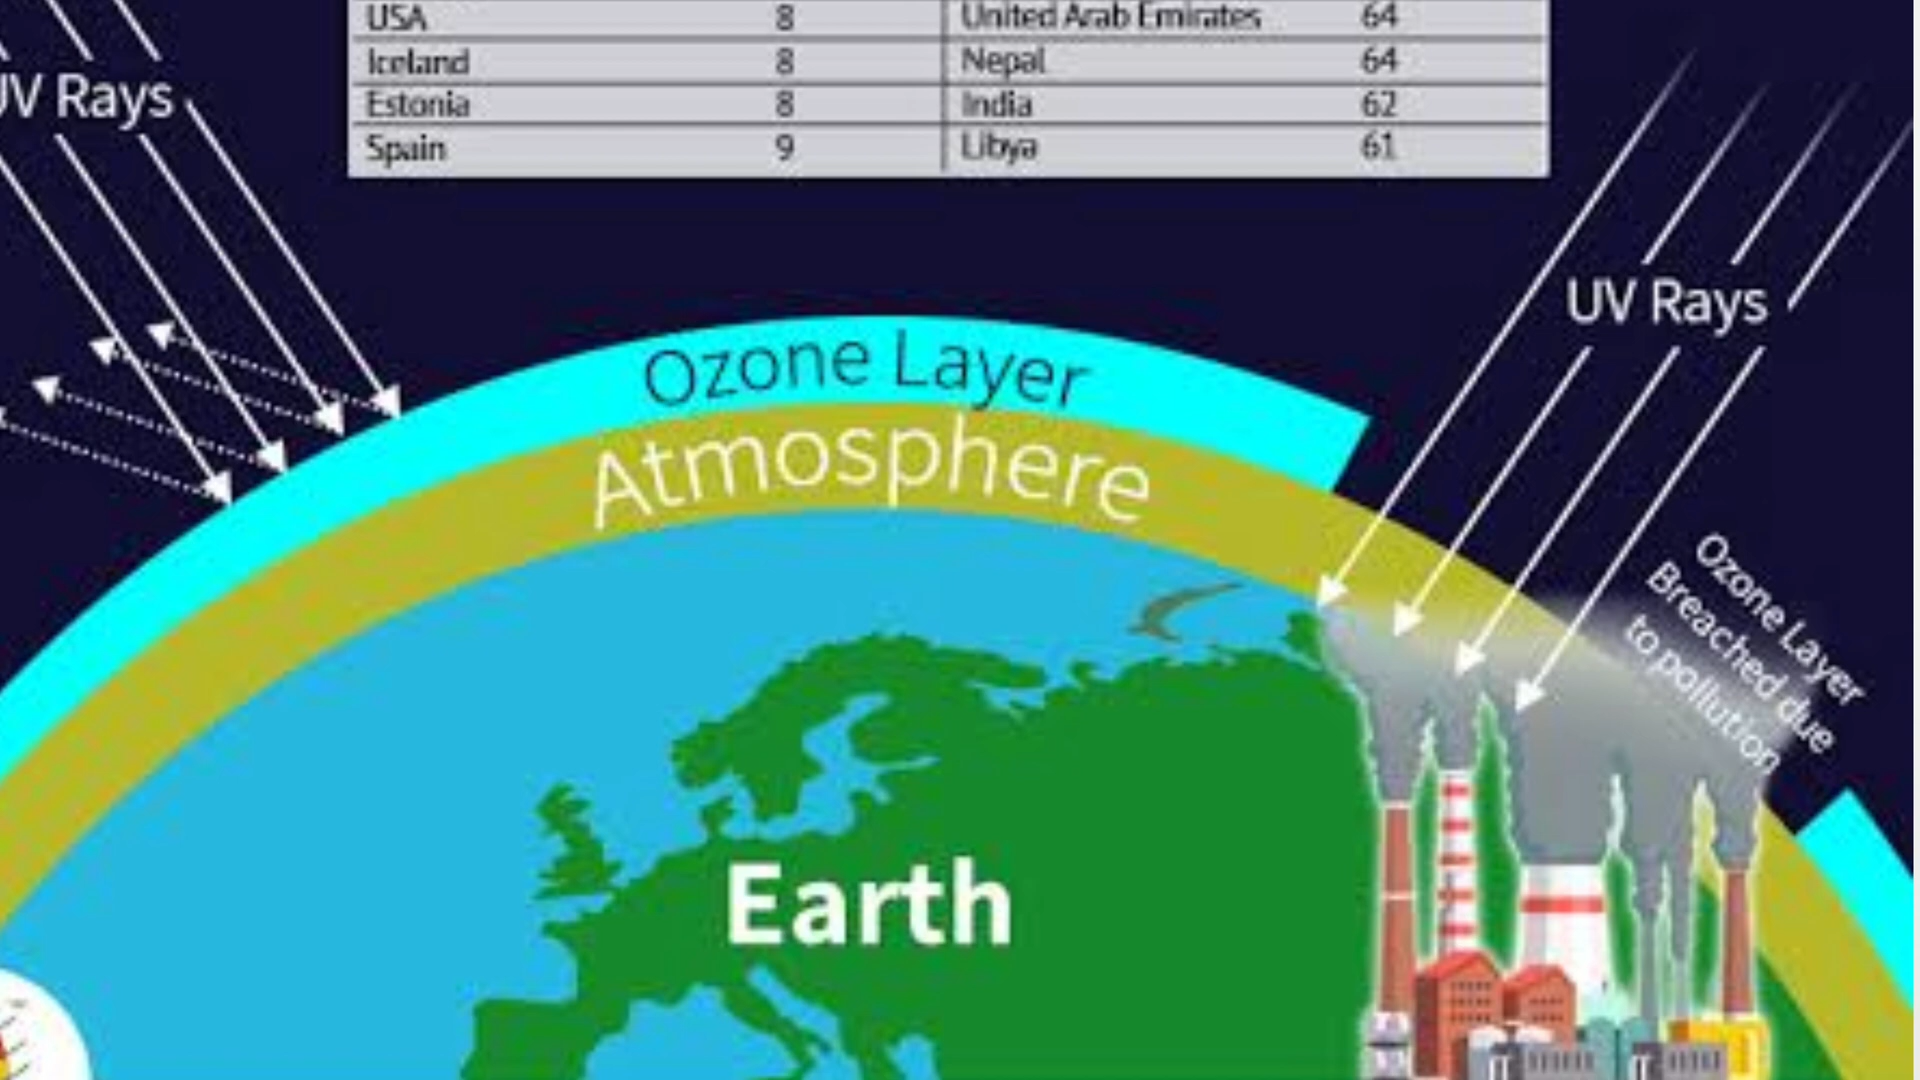 USA 8 United Arab Emirates 64
Iceland 8 Nepal 64
Estonia 8 India 62
Spain 9 Libya 61
UV Rays
UV Rays
Ozone Layer
Atmosphere
Ozone Layer
Breached due
to pollution
Earth